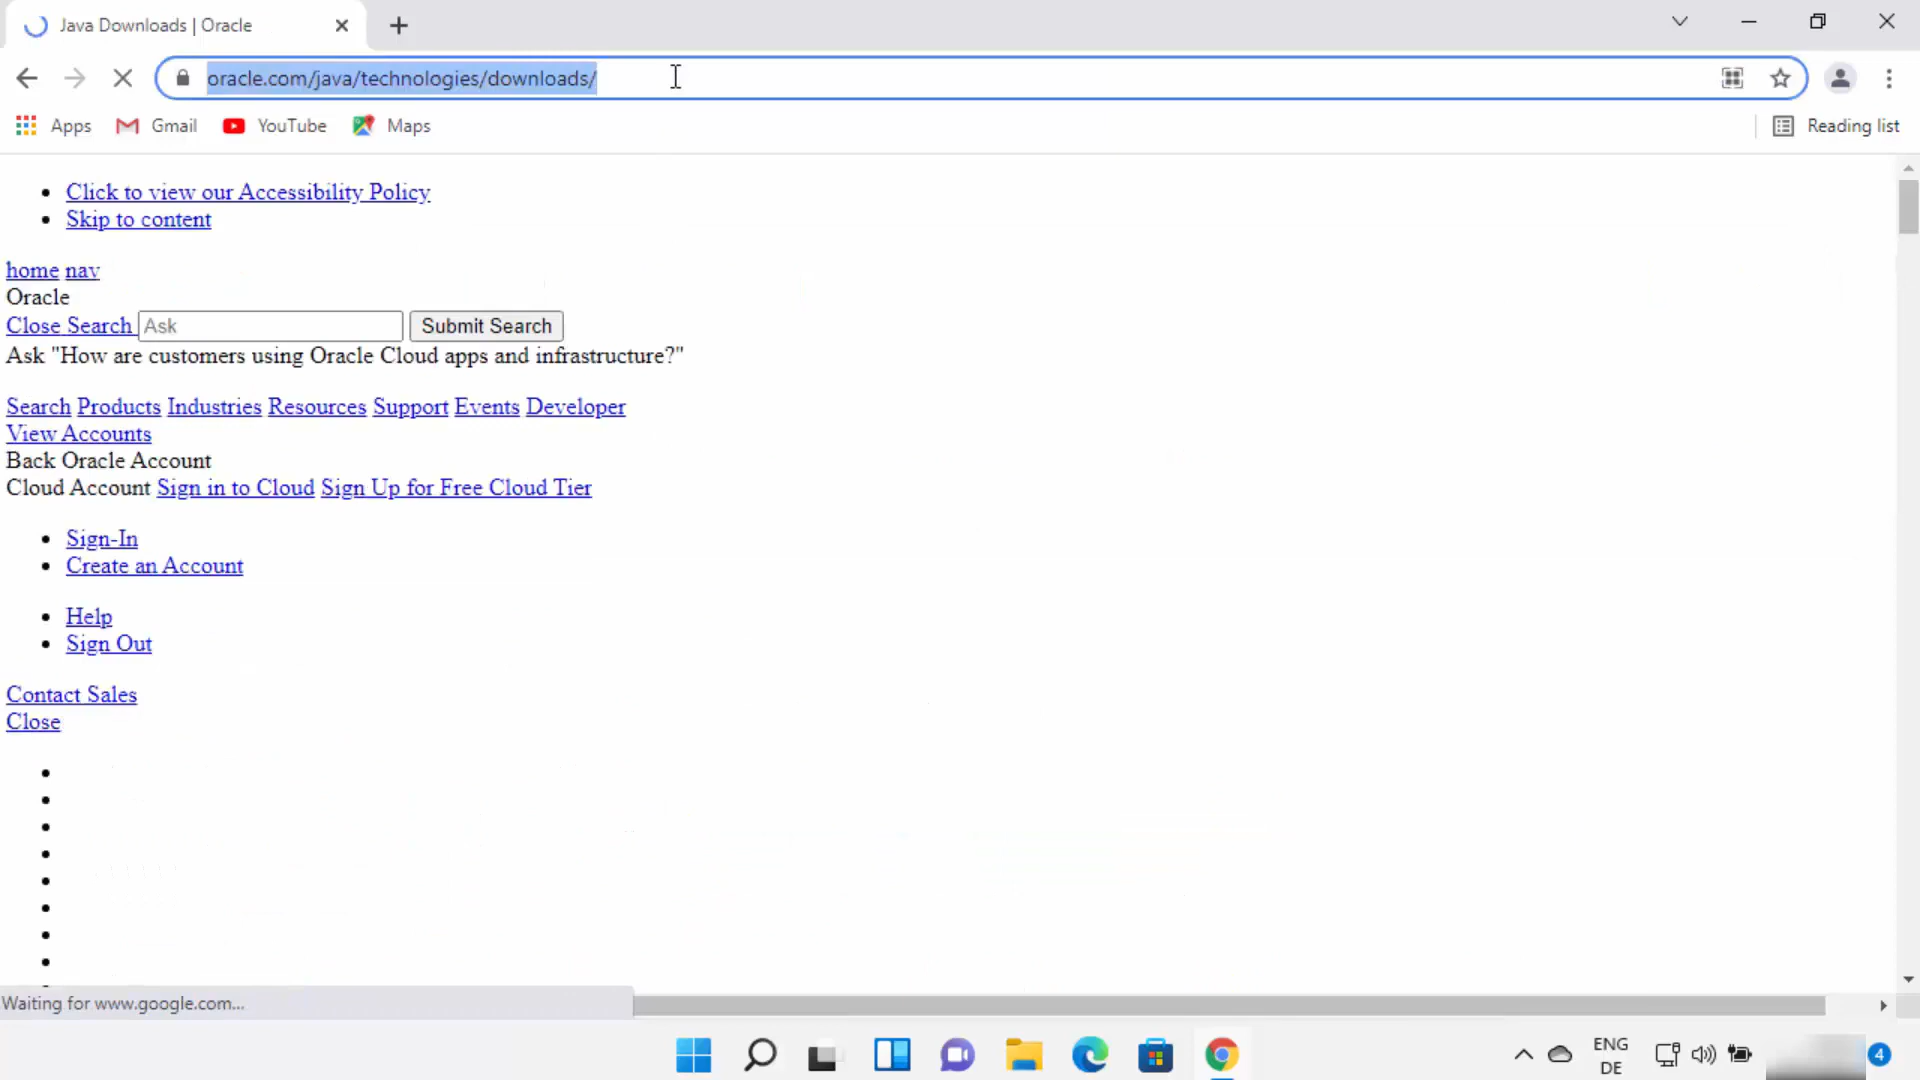 Java Downloads | Oracle
oracle.com/java/technologies/downloads/
Apps Gmail YouTube Maps Reading list
Click to view our Accessibility Policy
Skip to content
home nav
Oracle
Close Search Ask Submit Search
Ask "How are customers using Oracle Cloud apps and infrastructure?"
Search Products Industries Resources Support Events Developer
View Accounts
Back Oracle Account
Cloud Account Sign in to Cloud Sign Up for Free Cloud Tier
Sign-In
Create an Account
Help
Sign Out
Contact Sales
Close
Waiting for www.google.com...
ENG
DE
4